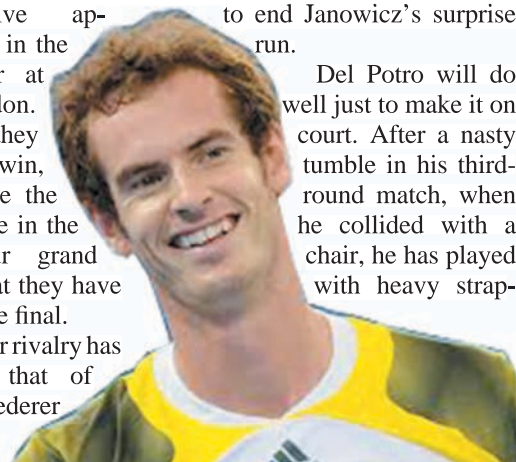 ap-
in the
at
they
win,
the
in the
grand
they have
final.
rivalry has
that of
to end Janowicz’s surprise
run.
Del Potro will do
well just to make it on
court. After a nasty
tumble in his third-
round match, when
he collided with a
chair, he has played
with heavy strap-